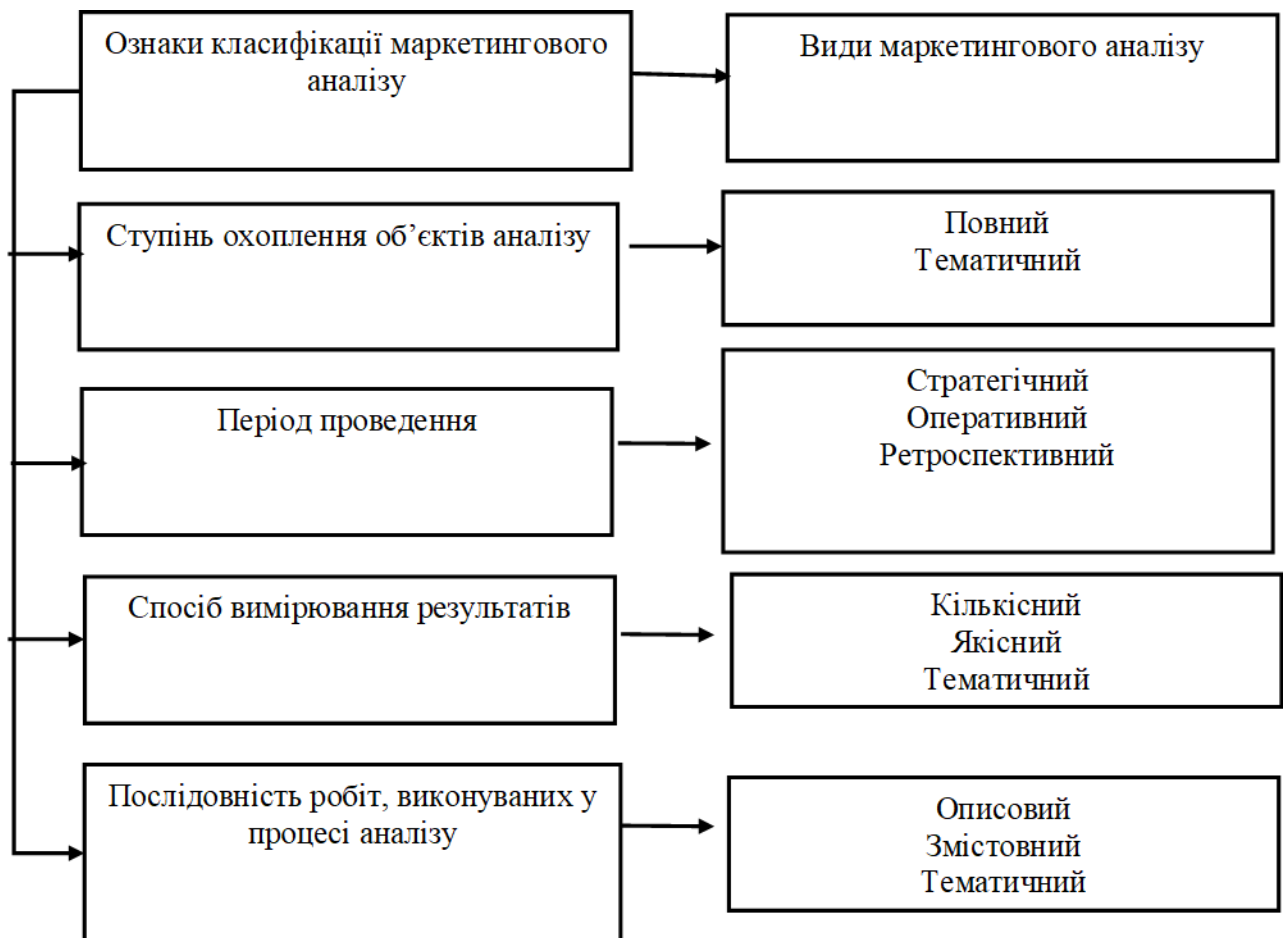 Ознаки класифікації маркетингового
аналізу
Види маркетингового аналізу
Ступінь охоплення об’єктів аналізу
Повний
Тематичний
Період проведення
Стратегічний
Оперативний
Ретроспективний
Спосіб вимірювання результатів
Кількісний
Якісний
Тематичний
Послідовність робіт, виконуваних у
процесі аналізу
Описовий
Змістовний
Тематичний